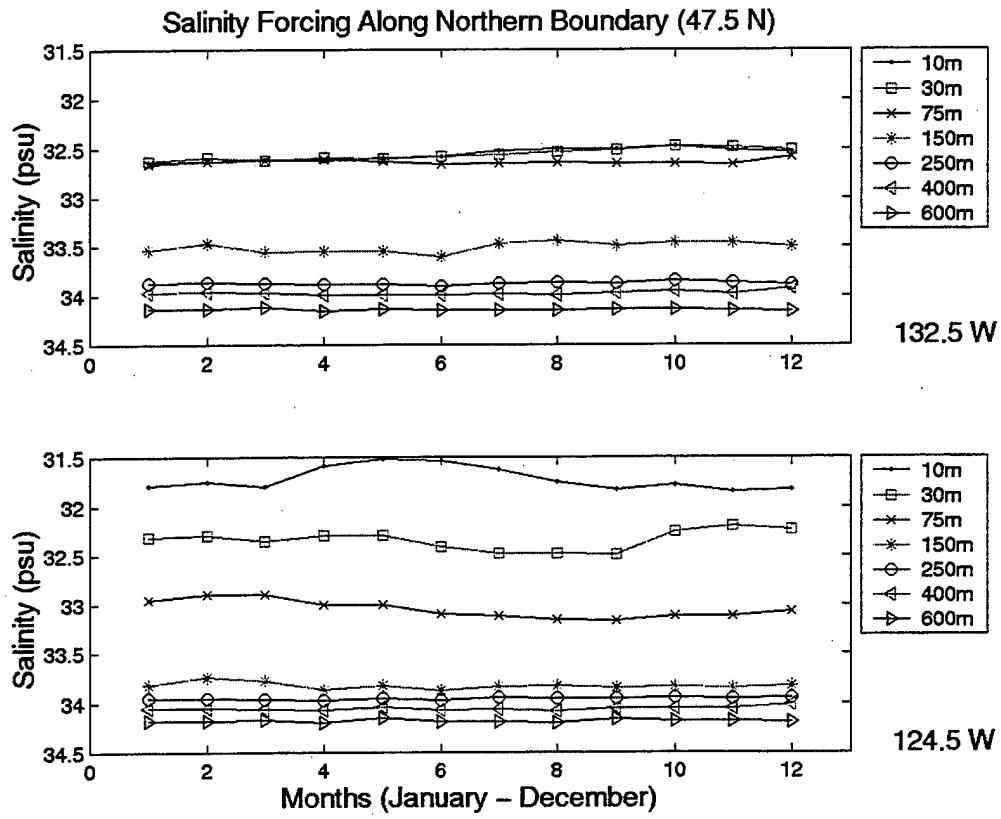 Salinity Forcing Along Northern Boundary (47.5 N)
31.5
32
32.5
33
33.5
34
34.5
Salinity (psu)
0
2
4
6
8
10
12
10m
30m
75m
150m
250m
400m
600m
132.5 W
31.5
32
32.5
33
33.5
34
34.5
Salinity (psu)
0
2
4
6
8
10
12
Months (January – December)
10m
30m
75m
150m
250m
400m
600m
124.5 W